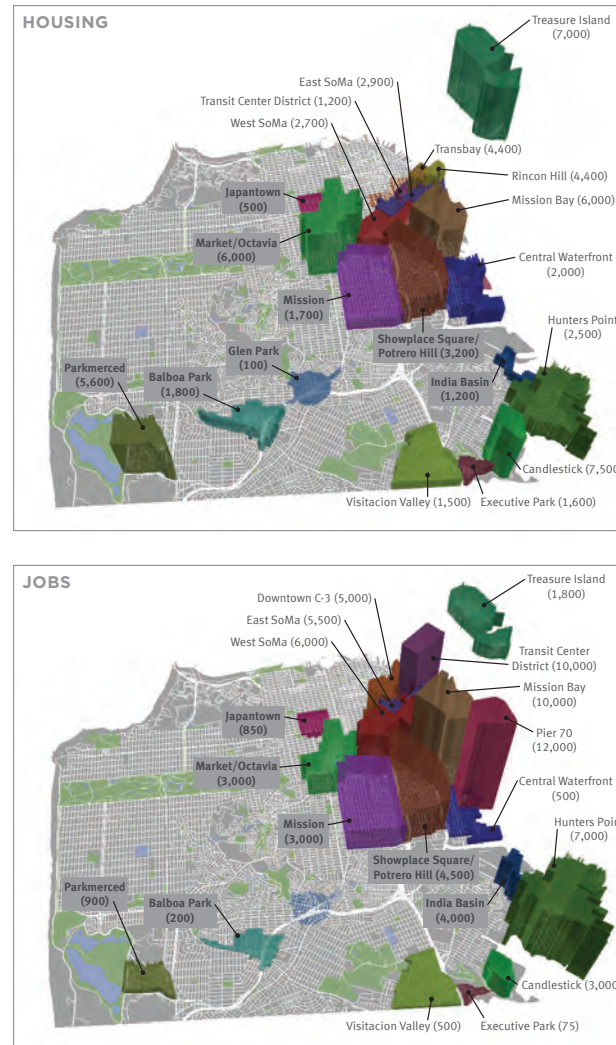 HOUSING
Treasure Island
(7,000)
East SoMa (2,900)
Transit Center District (1,200)
West SoMa (2,700)
Transbay (4,400)
Rincon Hill (4,400)
Japantown
(500)
Mission Bay (6,000)
Market/Octavia
(6,000)
Central Waterfront
(2,000)
Mission
(1,700)
Hunters Point
(2,500)
Showplace Square/
Potrero Hill (3,200)
Glen Park
(100)
Parkmerced
(5,600)
Balboa Park
(1,800)
India Basin
(1,200)
Candlestick (7,500
Visitacion Valley (1,500)
Executive Park (1,600)
JOBS
Treasure Island
(1,800)
Downtown C-3 (5,000)
East SoMa (5,500)
West SoMa (6,000)
Transit Center
District (10,000)
Mission Bay
(10,000)
Japantown
(850)
Pier 70
(12,000)
Market/Octavia
(3,000)
Central Waterfront
(500)
Mission
(3,000)
Hunters Point
(7,000)
Showplace Square/
Potrero Hill (4,500)
Parkmerced
(900)
Balboa Park
(200)
India Basin
(4,000)
Candlestick (3,000
Visitacion Valley (500)
Executive Park (75)